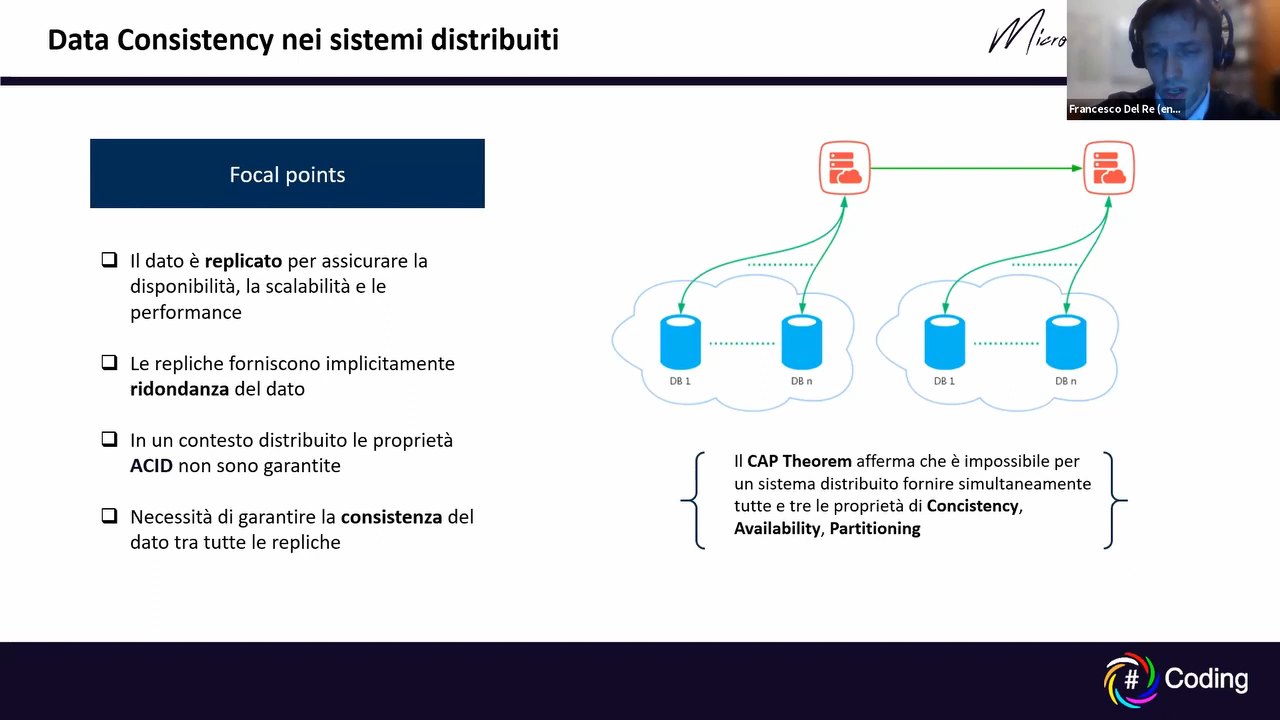 Data Consistency nei sistemi distribuiti
Micro
Francesco Del Re (en...
Focal points
Il dato è replicato per assicurare la
disponibilità, la scalabilità e le
performance
Le repliche forniscono implicitamente
ridondanza del dato
In un contesto distribuito le proprietà
ACID non sono garantite
Necessità di garantire la consistenza del
dato tra tutte le repliche
DB 1
DB n
DB 1
DB n
Il CAP Theorem afferma che è impossibile per
un sistema distribuito fornire simultaneamente
tutte e tre le proprietà di Concistency,
Availability, Partitioning
# Coding